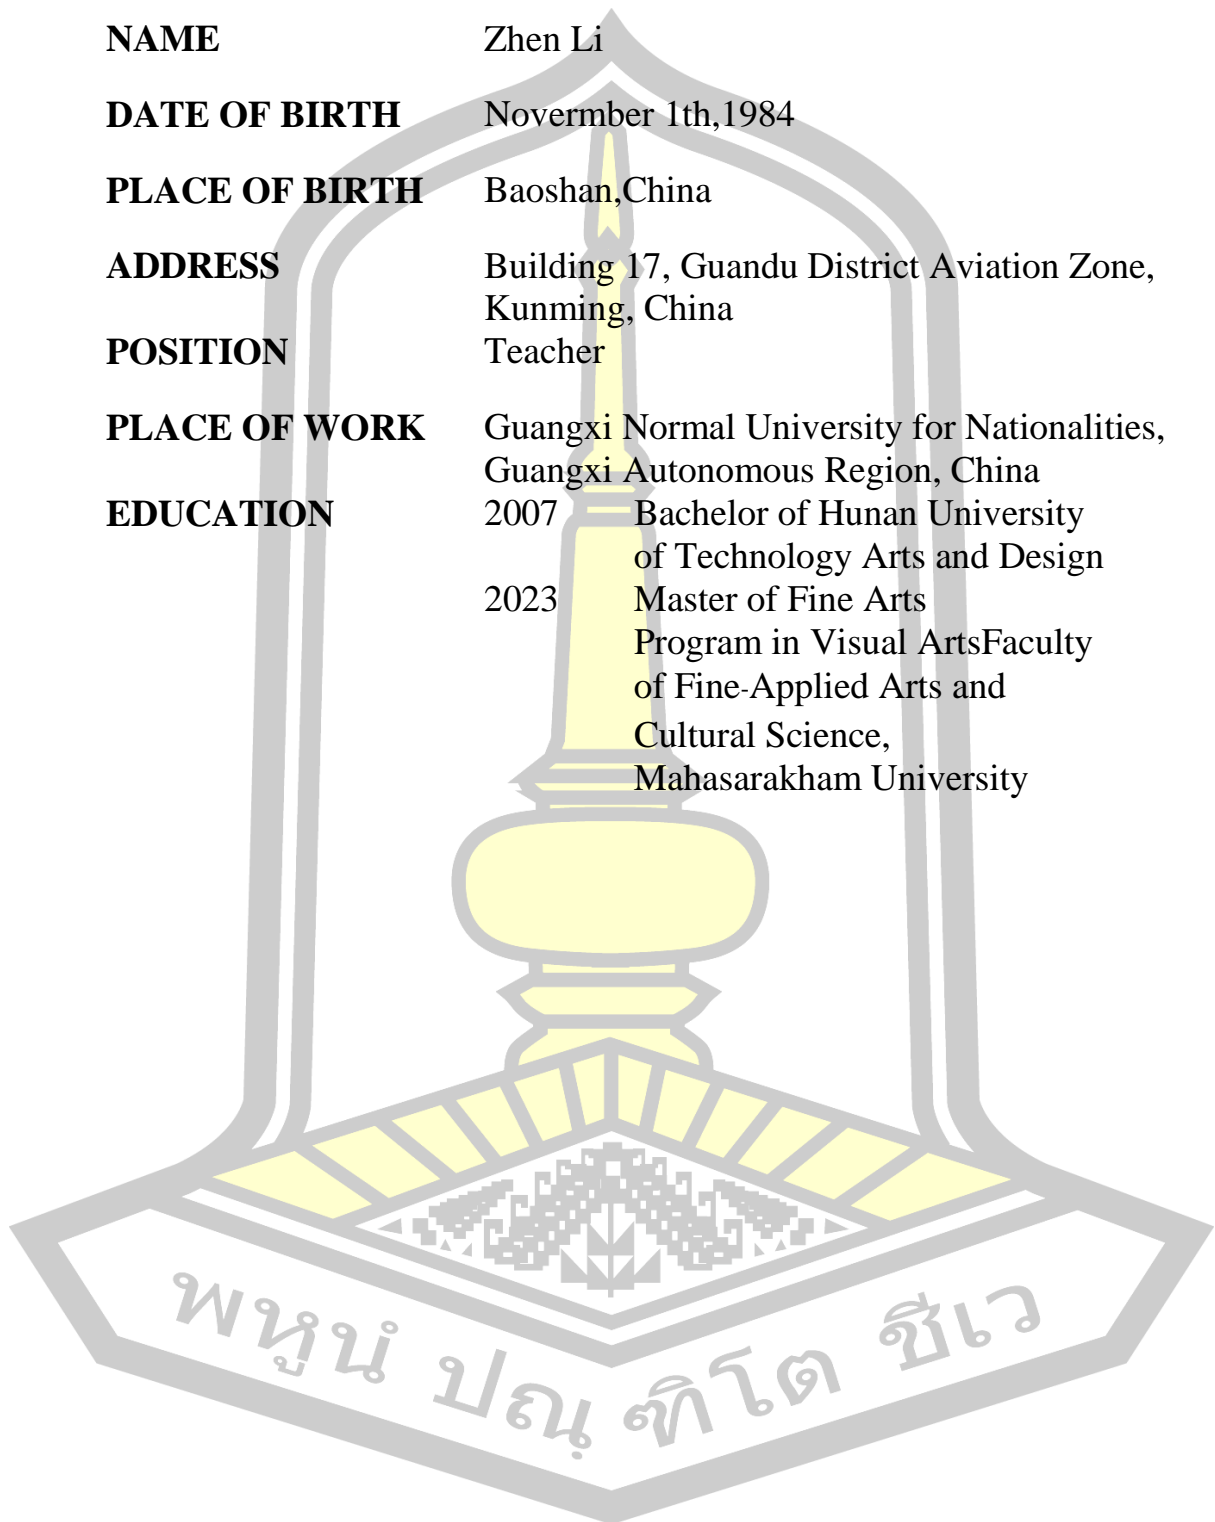 NAME Zhen Li
DATE OF BIRTH Novermber 1th,1984
PLACE OF BIRTH Baoshan,China
ADDRESS Building 17, Guandu District Aviation Zone,
Kunming, China
POSITION Teacher
PLACE OF WORK Guangxi Normal University for Nationalities,
Guangxi Autonomous Region, China
EDUCATION 2007 Bachelor of Hunan University
of Technology Arts and Design
2023 Master of Fine Arts
Program in Visual ArtsFaculty
of Fine-Applied Arts and
Cultural Science,
Mahasarakham University
พหูนํ ปณฺฑิโต ชีเว